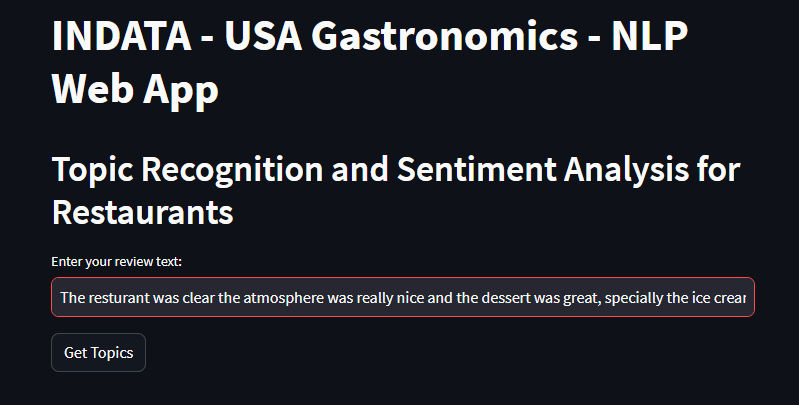 INDATA - USA Gastronomics - NLP
Web App
Topic Recognition and Sentiment Analysis for
Restaurants
Enter your review text:
The resturant was clear the atmosphere was really nice and the dessert was great, specially the ice
Get Topics